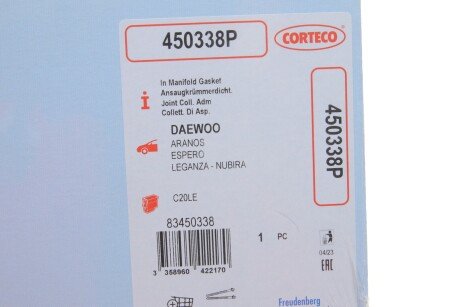 450338P
CORTECO
In Manifold Gasket
Ansaugkrümmerdicht.
Joint Coll. Adm
Collett. Di Asp.
450338P
DAEWOO
ARANOS
ESPERO
LEGANZA - NUBIRA
C20LE
83450338
1 PC
04/23
EAC
3 358960 422170
Freudenberg